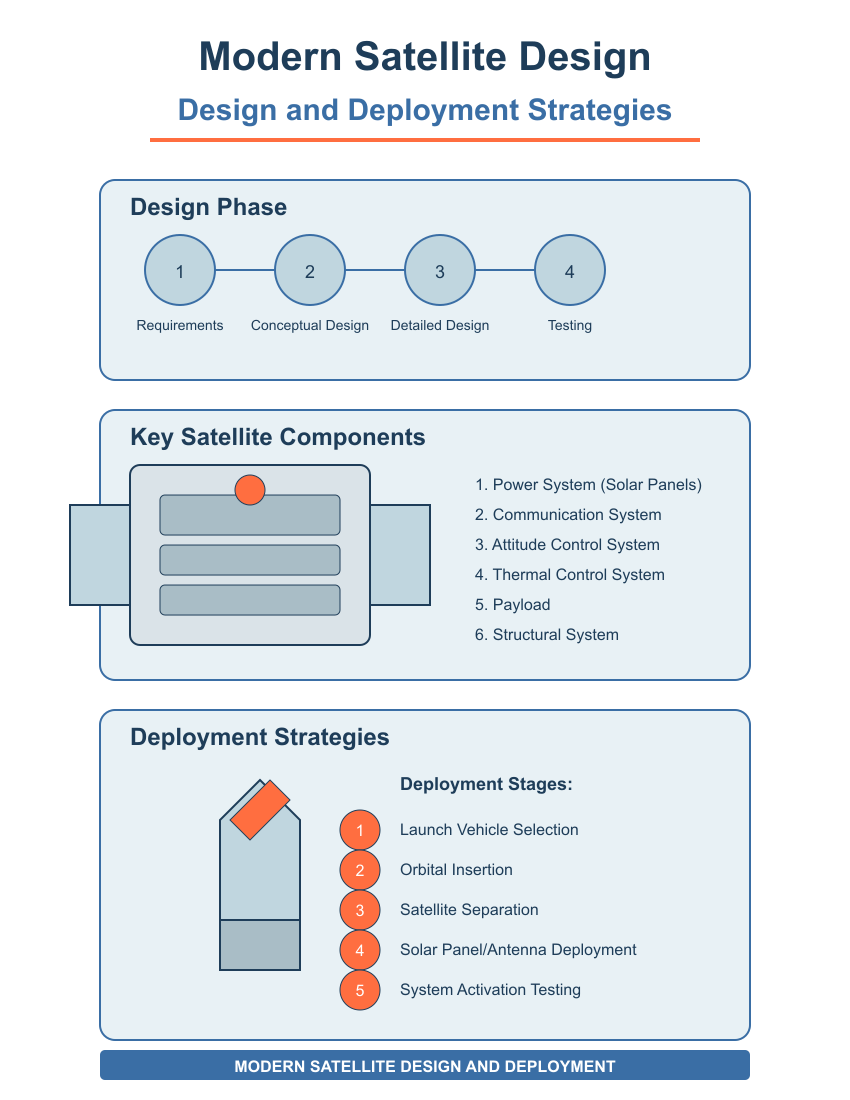 Modern Satellite Design
Design and Deployment Strategies
Design Phase
1
2
3
4
Requirements
Conceptual Design
Detailed Design
Testing
Key Satellite Components
1. Power System (Solar Panels)
2. Communication System
3. Attitude Control System
4. Thermal Control System
5. Payload
6. Structural System
Deployment Strategies
Deployment Stages:
1 Launch Vehicle Selection
2 Orbital Insertion
3 Satellite Separation
4 Solar Panel/Antenna Deployment
5 System Activation Testing
MODERN SATELLITE DESIGN AND DEPLOYMENT